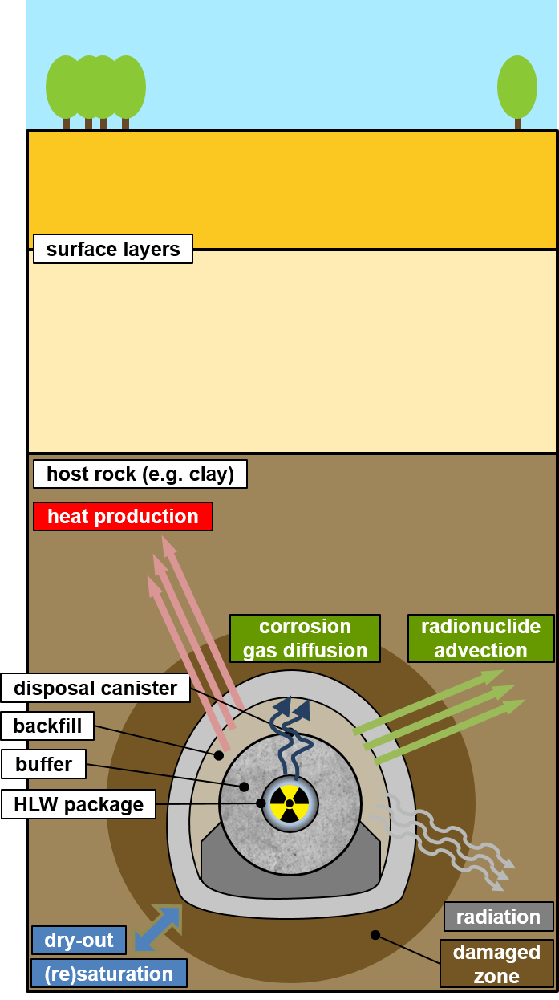 surface layers
host rock (e.g. clay)
heat production
corrosion
gas diffusion
radionuclide
advection
disposal canister
backfill
buffer
HLW package
radiation
dry-out
damaged
zone
(re)saturation